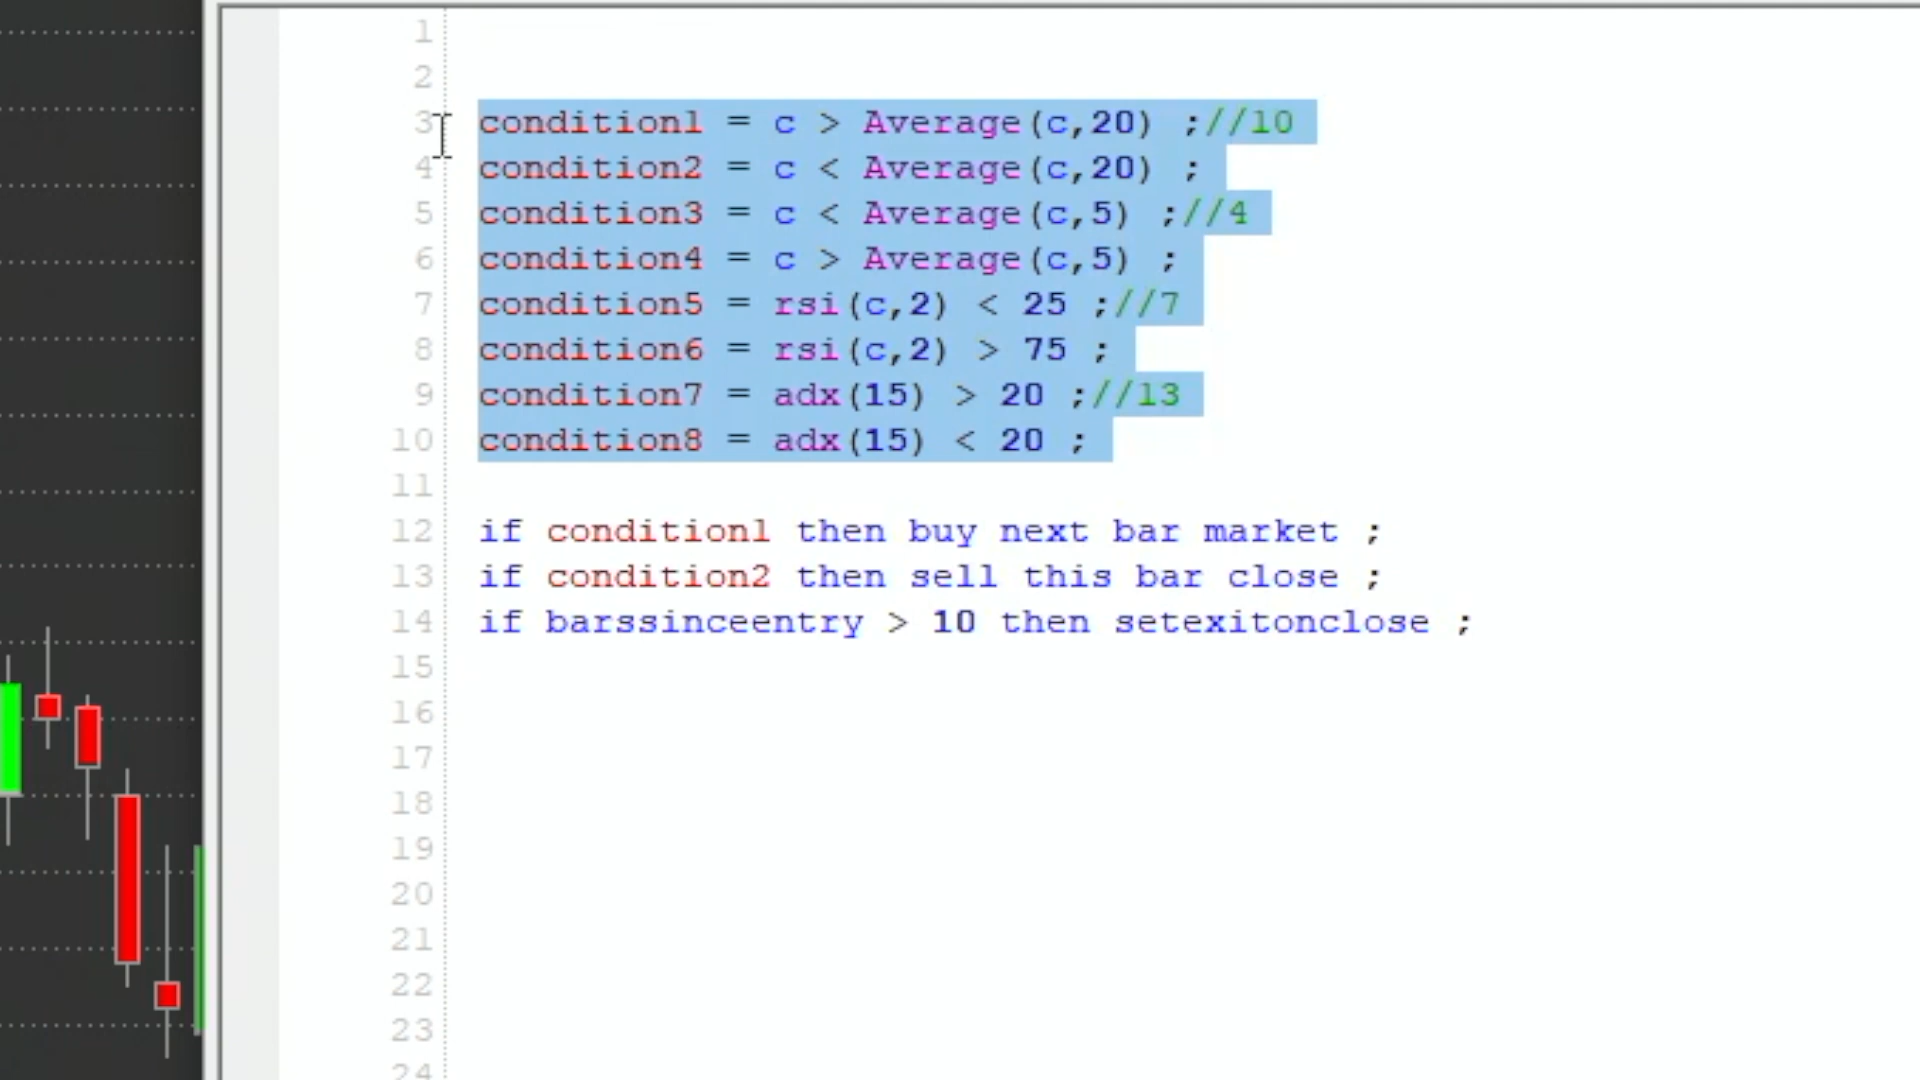 1
2
3 condition1 = c > Average(c,20) ;//10
4 condition2 = c < Average(c,20) ;
5 condition3 = c < Average(c,5) ;//4
6 condition4 = c > Average(c,5) ;
7 condition5 = rsi(c,2) < 25 ;//7
8 condition6 = rsi(c,2) > 75 ;
9 condition7 = adx(15) > 20 ;//13
10 condition8 = adx(15) < 20 ;
11
12 if condition1 then buy next bar market ;
13 if condition2 then sell this bar close ;
14 if barssinceentry > 10 then setexitonclose ;
15
16
17
18
19
20
21
22
23
24